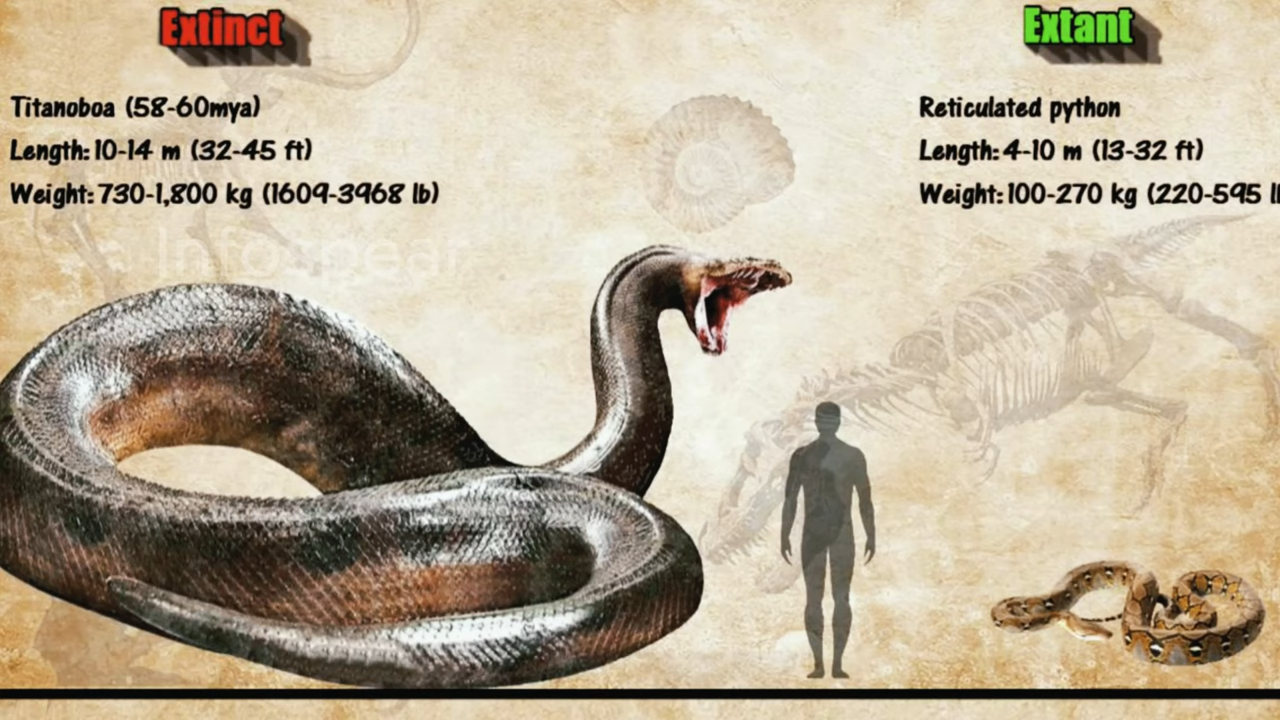 Extinct
Titanoboa (58-60mya)
Length: 10-14 m (32-45 ft)
Weight: 730-1,800 kg (1609-3968 lb)
Infospear
Extant
Reticulated python
Length: 4-10 m (13-32 ft)
Weight: 100-270 kg (220-595 l